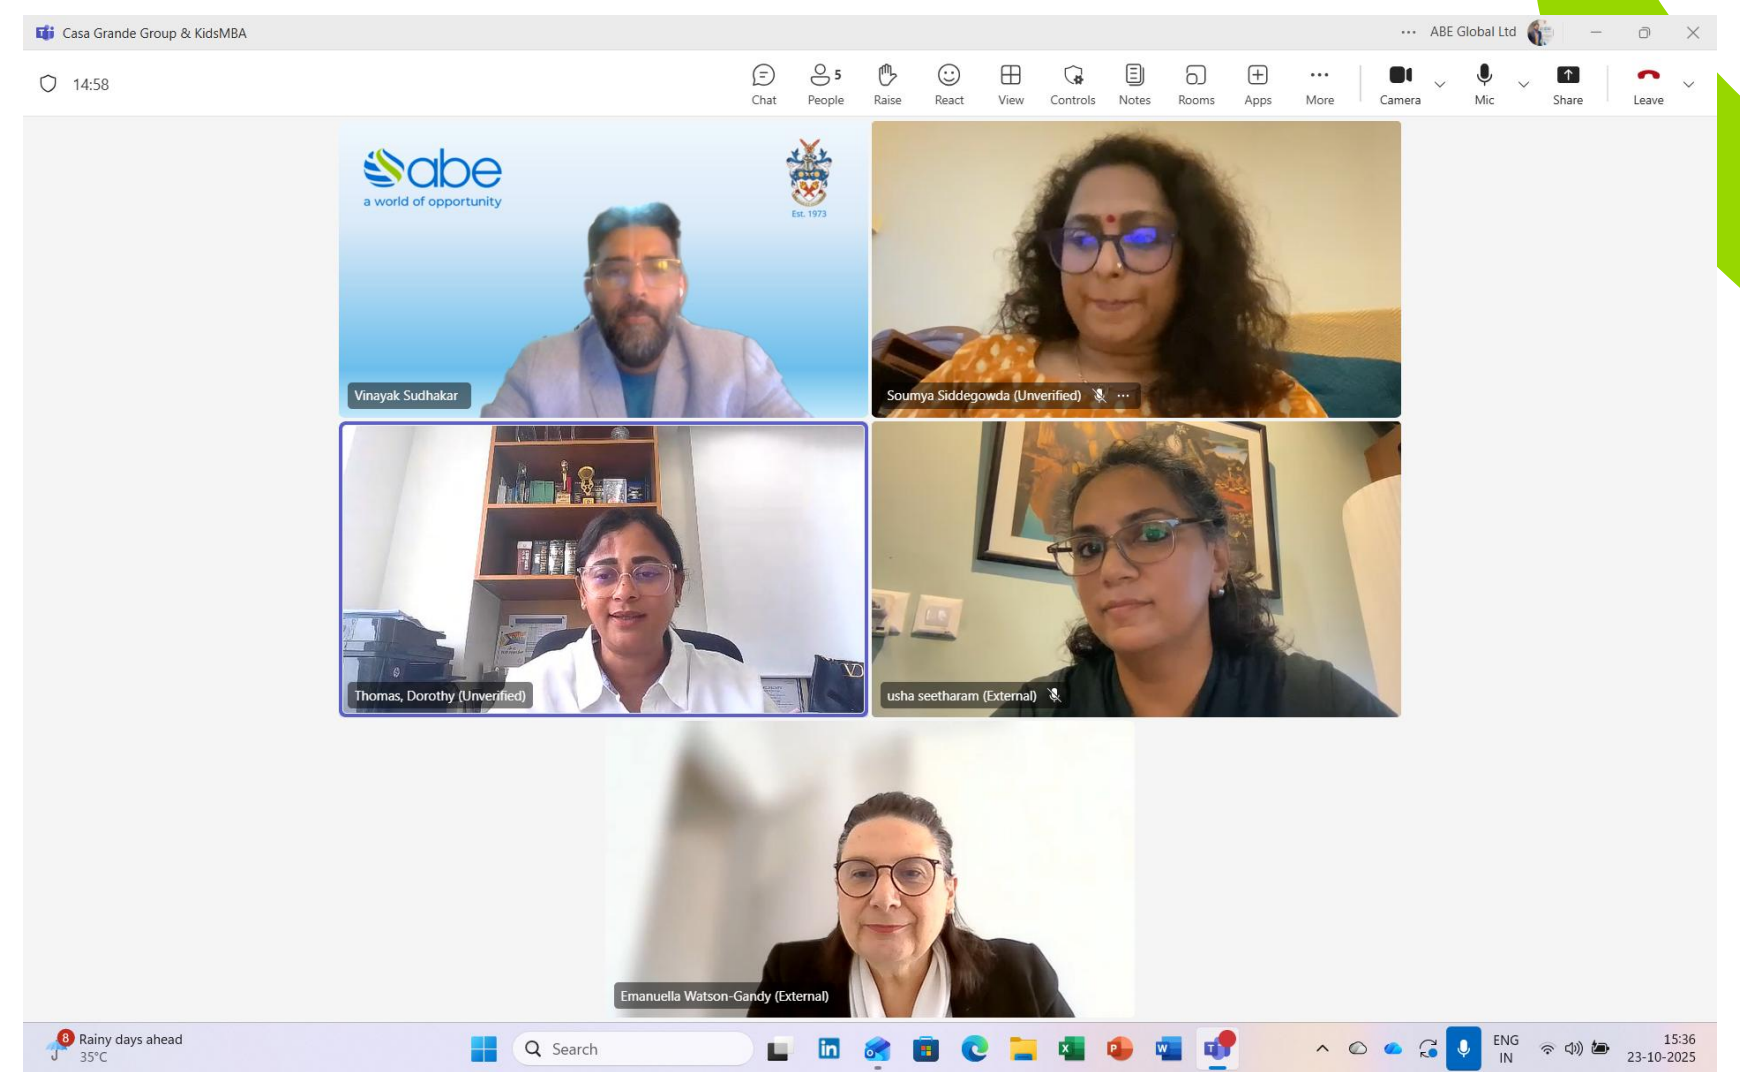 Casa Grande Group & KidsMBA
ABE Global Ltd
14:58
Chat
5
People
Raise
React
View
Controls
Notes
Rooms
Apps
More
Camera
Mic
Share
Leave
abe
a world of opportunity
Est. 1973
Vinayak Sudhakar
Soumya Siddegowda (Unverified)
Thomas, Dorothy (Unverified)
usha seetharam (External)
Emanuella Watson-Gandy (External)
8
Rainy days ahead
35°C
Search
in
ENG
IN
15:36
23-10-2025